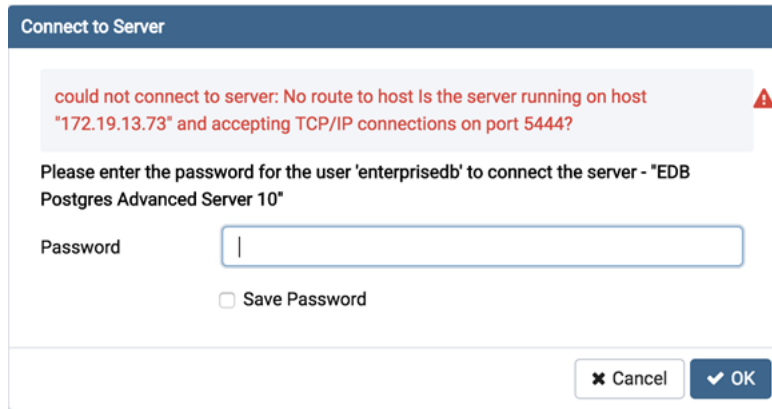 Connect to Server
could not connect to server: No route to host Is the server running on host
"172.19.13.73" and accepting TCP/IP connections on port 5444?
Please enter the password for the user 'enterprisedb' to connect the server - "EDB
Postgres Advanced Server 10"
Password
Save Password
Cancel
OK